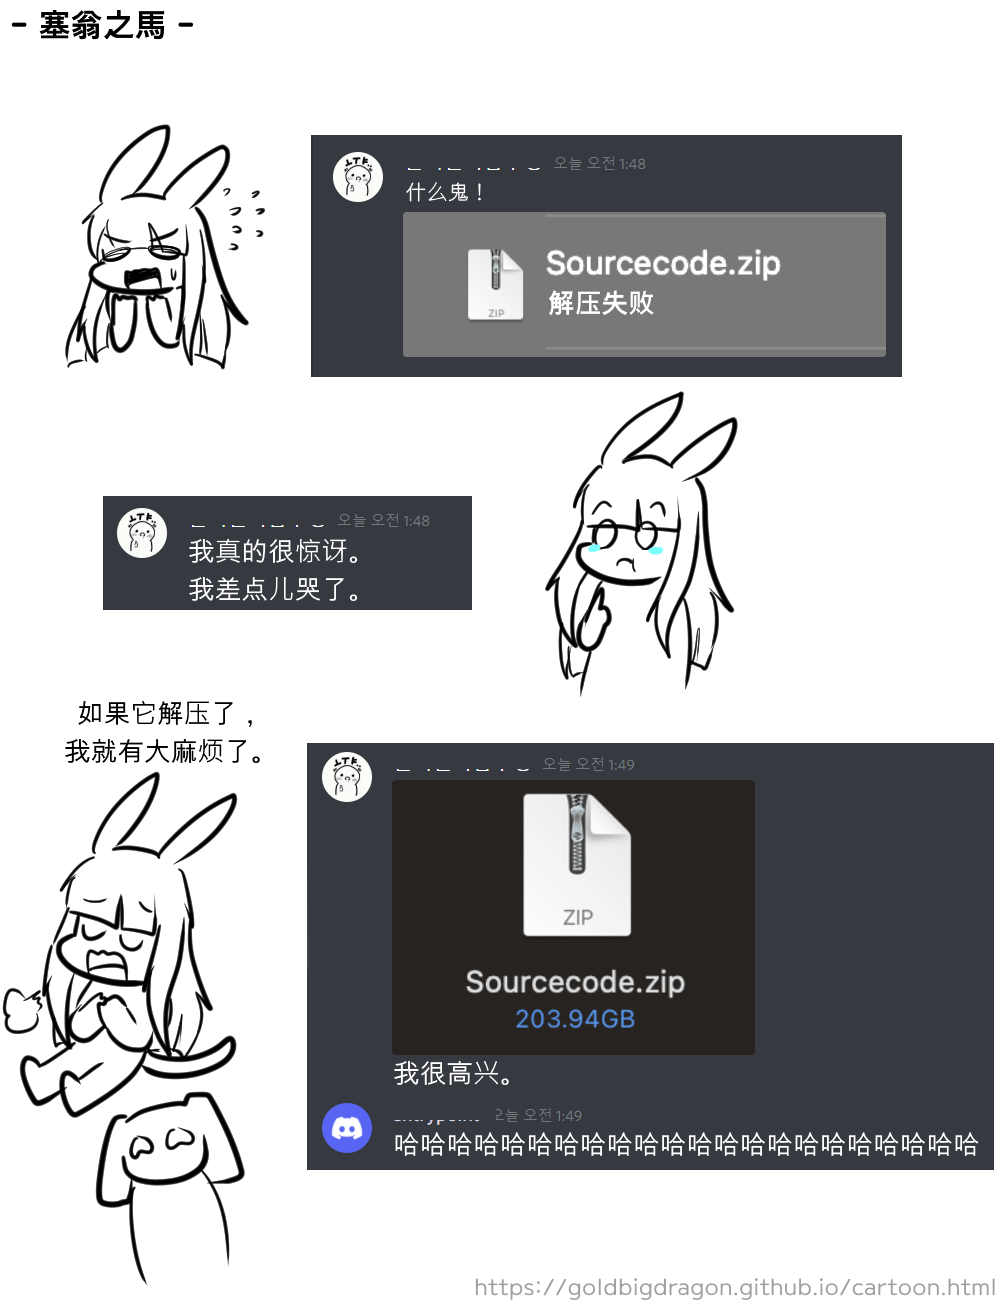 - 塞翁之馬 -
LTF
오늘 오전 1:48
什么鬼！
Sourcecode.zip
解压失败
ZIP
LTF
오늘 오전 1:48
我真的很惊讶。
我差点儿哭了。
如果它解压了，
我就有大麻烦了。
LTF
오늘 오전 1:49
ZIP
Sourcecode.zip
203.94GB
我很高兴。
오늘 오전 1:49
哈哈哈哈哈哈哈哈哈哈哈哈哈哈哈哈哈哈哈哈哈哈
https://goldbigdragon.github.io/cartoon.html